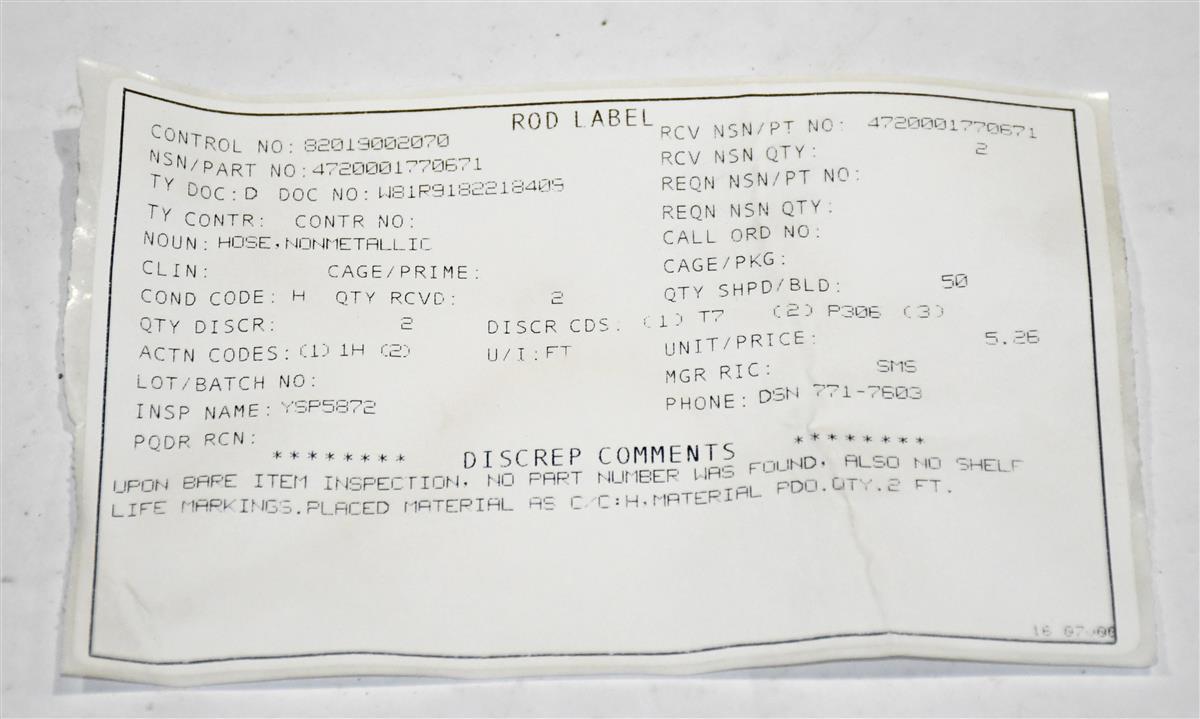 ROD LABEL
CONTROL NO: 82019002070 RCV NSN/PT NO: 4720001770671
NSN/PART NO:4720001770671 RCV NSN QTY: 2
TY DOC:D DOC NO:W81R9182218409 REQN NSN/PT NO:
TY CONTR: CONTR NO: REQN NSN QTY:
NOUN:HOSE,NONMETALLIC CALL ORD NO:
CLIN: CAGE/PRIME: CAGE/PKG:
COND CODE: H QTY RCVD: 2 QTY SHPD/BLD: 50
QTY DISCR: 2 DISCR CDS: (1) T7 (2) P306 (3)
ACTN CODES:(1) 1H (2) U/I:FT UNIT/PRICE: 5.26
LOT/BATCH NO: MGR RIC: SMS
INSP NAME:YSP5872 PHONE:DSN 771-7603
PQDR RCN:
******** DISCREP COMMENTS ********
UPON BARE ITEM INSPECTION, NO PART NUMBER WAS FOUND, ALSO NO SHELF
LIFE MARKINGS.PLACED MATERIAL AS C/C:H,MATERIAL PDO.QTY.2 FT.
16 07